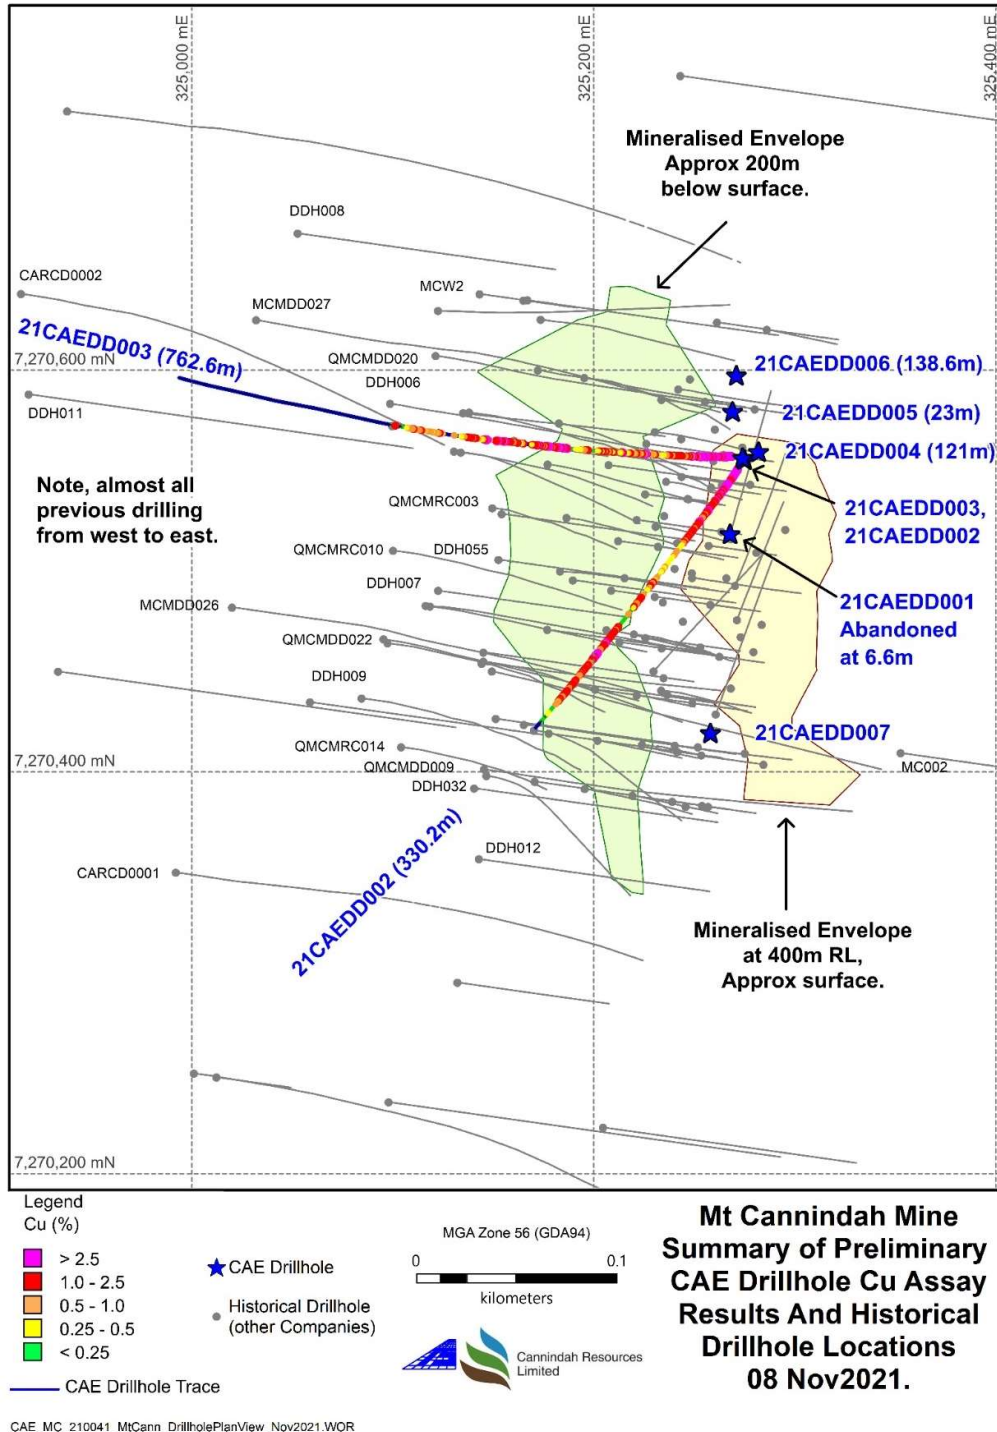 325,000 mE
325,200 mE
325,400 mE
Mineralised Envelope
Approx 200m
below surface.
DDH008
CARCD0002
MCMDD027
MCW2
21CAEDD003 (762.6m)
7,270,600 mN
QMCMDD020
DDH006
DDH011
21CAEDD006 (138.6m)
21CAEDD005 (23m)
21CAEDD004 (121m)
Note, almost all
previous drilling
from west to east.
QMCMRC003
21CAEDD003,
21CAEDD002
QMCMRC010
DDH055
DDH007
MCMDD026
21CAEDD001
Abandoned
at 6.6m
QMCMDD022
DDH009
21CAEDD007
QMCMRC014
QMCMDD009
7,270,400 mN
DDH032
MC002
21CAEDD002 (330.2m)
DDH012
CARCD0001
Mineralised Envelope
at 400m RL,
Approx surface.
7,270,200 mN
Legend
Cu (%)
> 2.5
1.0 - 2.5
0.5 - 1.0
0.25 - 0.5
< 0.25
CAE Drillhole Trace
CAE Drillhole
Historical Drillhole
(other Companies)
MGA Zone 56 (GDA94)
0 0.1
kilometers
Cannindah Resources
Limited
Mt Cannindah Mine
Summary of Preliminary
CAE Drillhole Cu Assay
Results And Historical
Drillhole Locations
08 Nov2021.
CAE_MC_210041_MtCann_DrillholePlanView_Nov2021.WOR